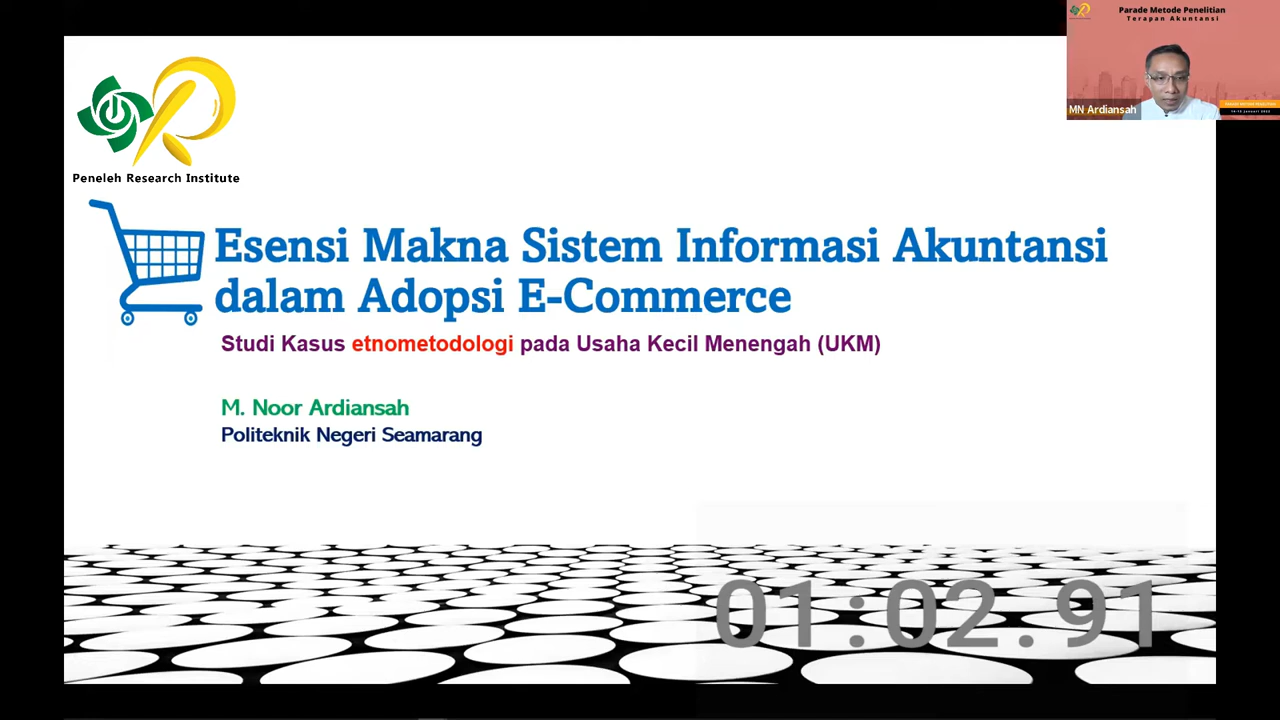 Parade Metode Penelitian
Terapan Akuntansi
MN Ardiansah
Peneleh Research Institute
Esensi Makna Sistem Informasi Akuntansi
dalam Adopsi E-Commerce
Studi Kasus etnometodologi pada Usaha Kecil Menengah (UKM)
M. Noor Ardiansah
Politeknik Negeri Seamarang
01:02.91